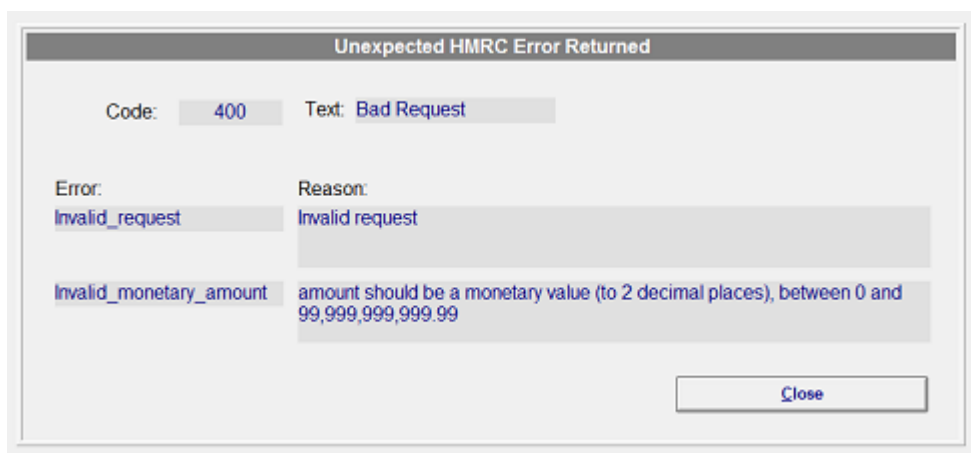 Unexpected HMRC Error Returned
Code: 400 Text: Bad Request
Error: Reason:
Invalid_request Invalid request
Invalid_monetary_amount amount should be a monetary value (to 2 decimal places), between 0 and
99,999,999,999.99
Close